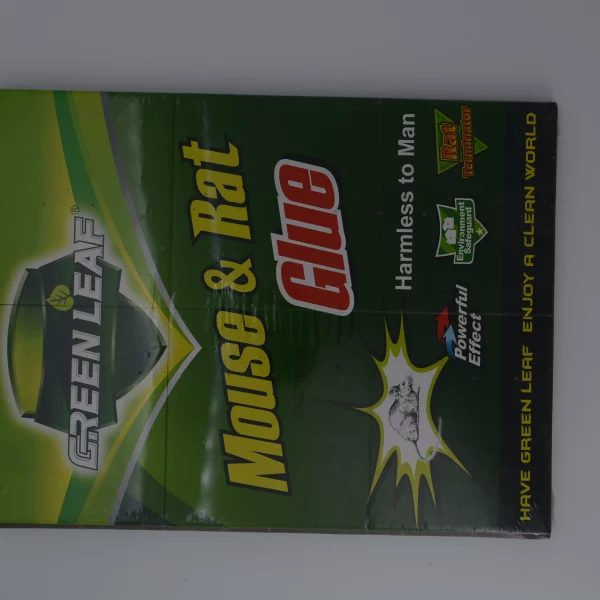 GREEN LEAF®
Mouse & Rat
Glue
Harmless to Man
Powerful
Effect
Environment
Safeguard
Rat
Terminator
HAVE GREEN LEAF ENJOY A CLEAN WORLD